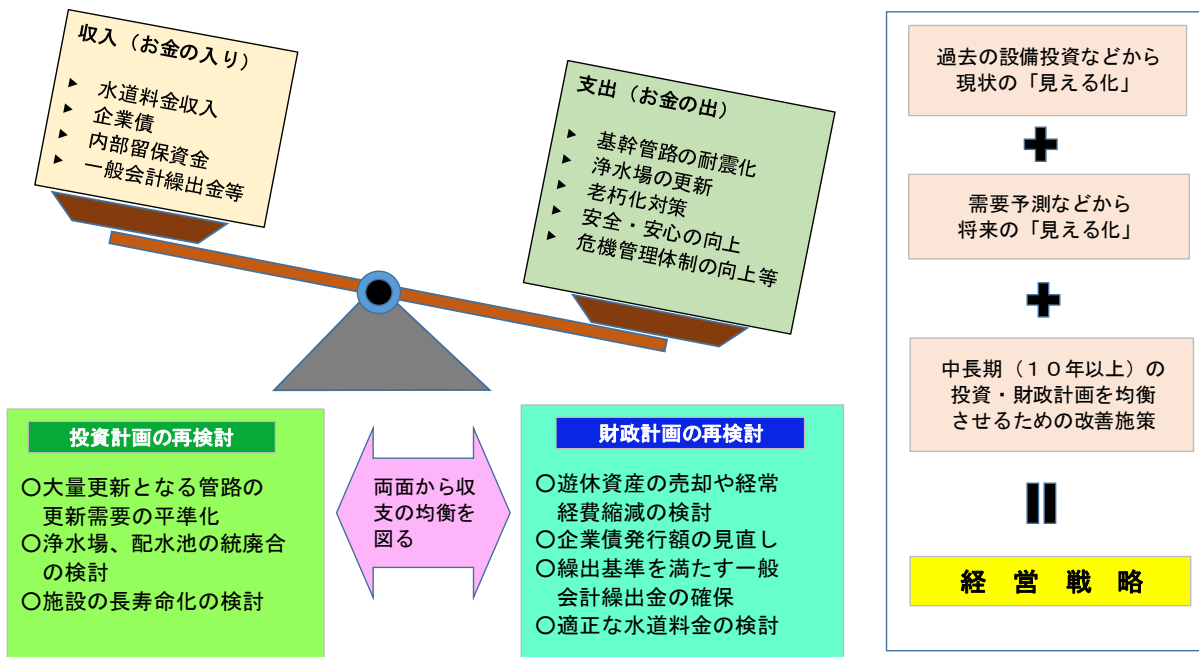 収入（お金の入り）
▶ 水道料金収入
▶ 企業債
▶ 内部留保資金
▶ 一般会計繰出金等
支出（お金の出）
▶ 基幹管路の耐震化
▶ 浄水場の更新
▶ 老朽化対策
▶ 安全・安心の向上
▶ 危機管理体制の向上等
投資計画の再検討
〇大量更新となる管路の
更新需要の平準化
〇浄水場、配水池の統廃合
の検討
〇施設の長寿命化の検討
両面から収
支の均衡を
図る
財政計画の再検討
〇遊休資産の売却や経常
経費縮減の検討
〇企業債発行額の見直し
〇繰出基準を満たす一般
会計繰出金の確保
〇適正な水道料金の検討
過去の設備投資などから
現状の「見える化」
需要予測などから
将来の「見える化」
中長期（１０年以上）の
投資・財政計画を均衡
させるための改善施策
経　営　戦　略